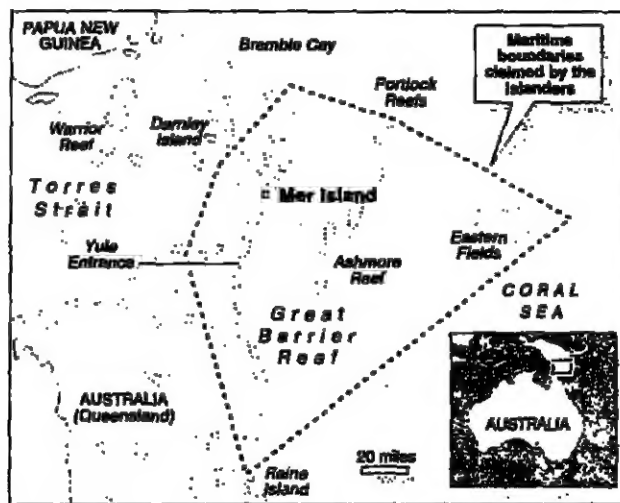 PAPUA NEW
GUINEA
Bramble Cay
Maritime
boundaries
claimed by the
islanders
Portlock
Reefs
Warrior
Reef
Darnley
Island
Torres
Strait
Mer Island
Yule
Entrance
Ashmore
Reef
Eastern
Fields
Great
Barrier
Reef
CORAL
SEA
AUSTRALIA
(Queensland)
AUSTRALIA
20 miles
Raine
Island